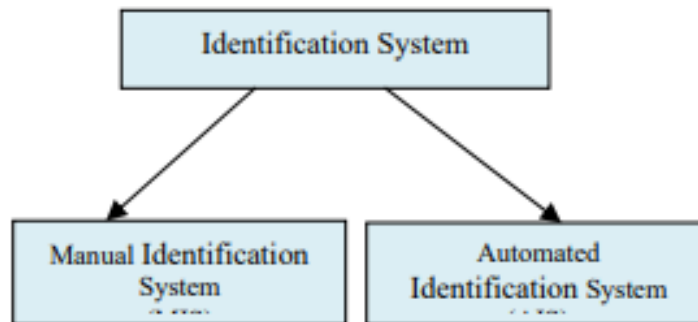 Identification System
Manual Identification
System
Automated
Identification System